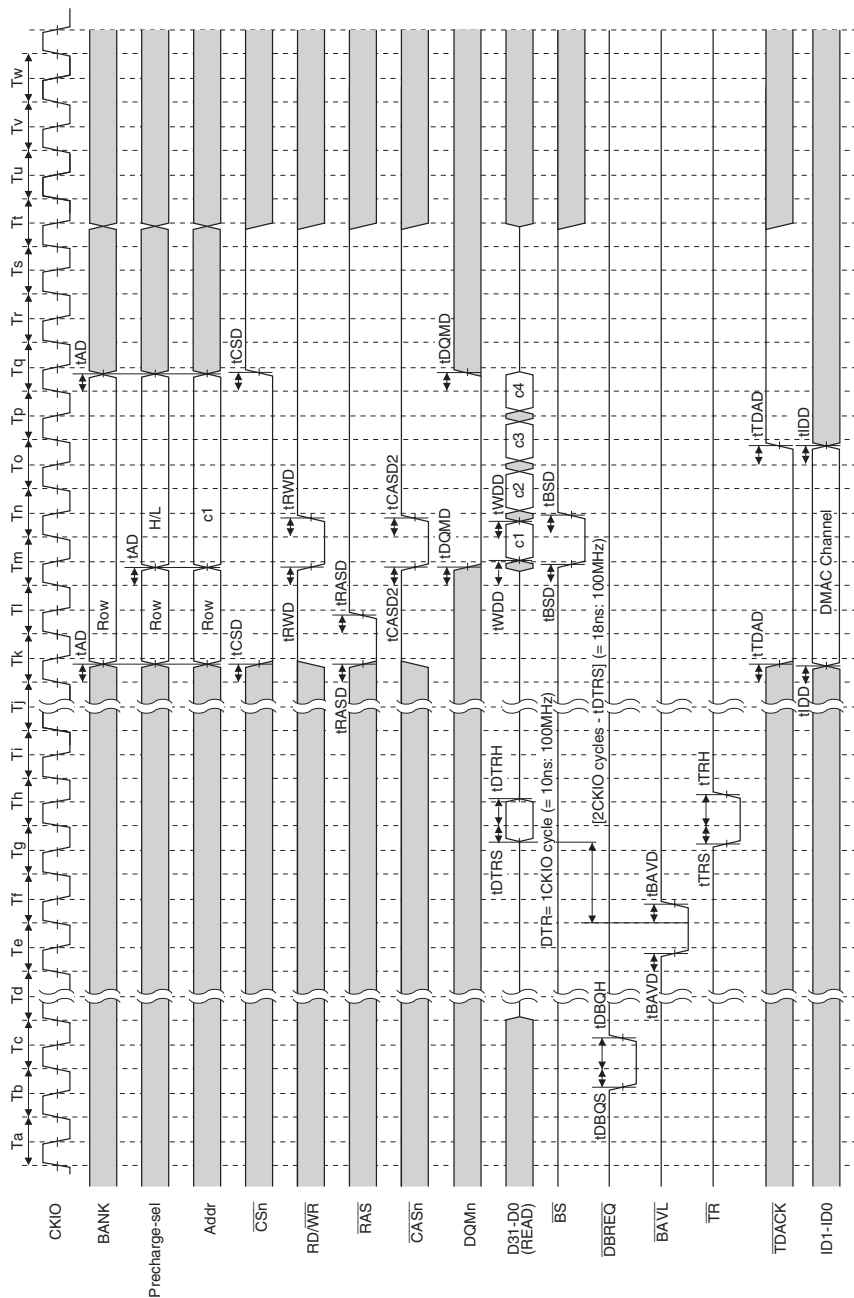 Ta Tb Tc Td Te Tf Tg Th Ti Tj Tk Tl Tm Tn To Tp Tq Tr Ts Tt Tu Tv Tw
CKIO
tAD tAD
BANK Row
tAD
Precharge-sel Row H/L
Addr Row c1
tCSD tCSD
CSn
tRWD tRWD
RD/WR
tRASD tRASD
RAS
tCASD2 tCASD2
CASn
tDQMD tDQMD
DQMn
tDTRS tDTRH tWDD tWDD
D31-D0
(READ)
c1 c2 c3 c4
DTR= 1CKIO cycle (= 10ns: 100MHz)
tBSD tBSD
BS
tDBQS tDBQH
[2CKIO cycles - tDTRS] (= 18ns: 100MHz)
DBREQ
tBAVD tBAVD
BAVL
tTRS tTRH
TR
tTDAD tTDAD
TDACK
tIDD tIDD
ID1-ID0 DMAC Channel